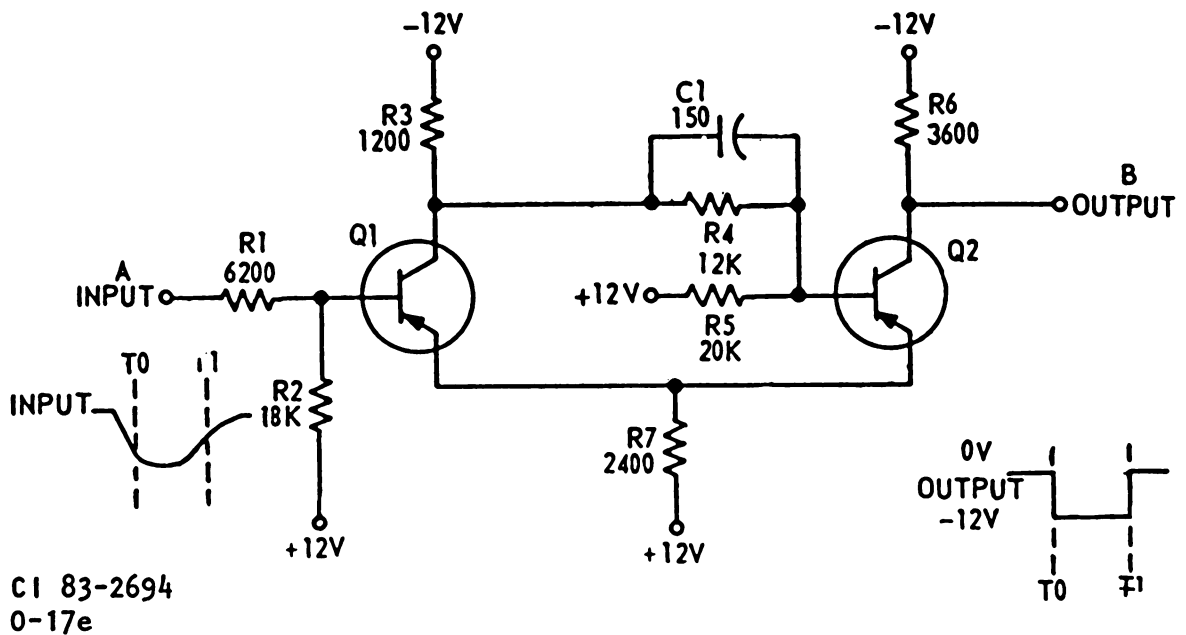 -12V
-12V
R3
1200
C1
150
R6
3600
B
OUTPUT
Q1
R4
12K
Q2
A
INPUT
R1
6200
+12V
R5
20K
T0
INPUT
R2
18K
R7
2400
0V
OUTPUT
-12V
+12V
+12V
T0
C1 83-2694
0-17e